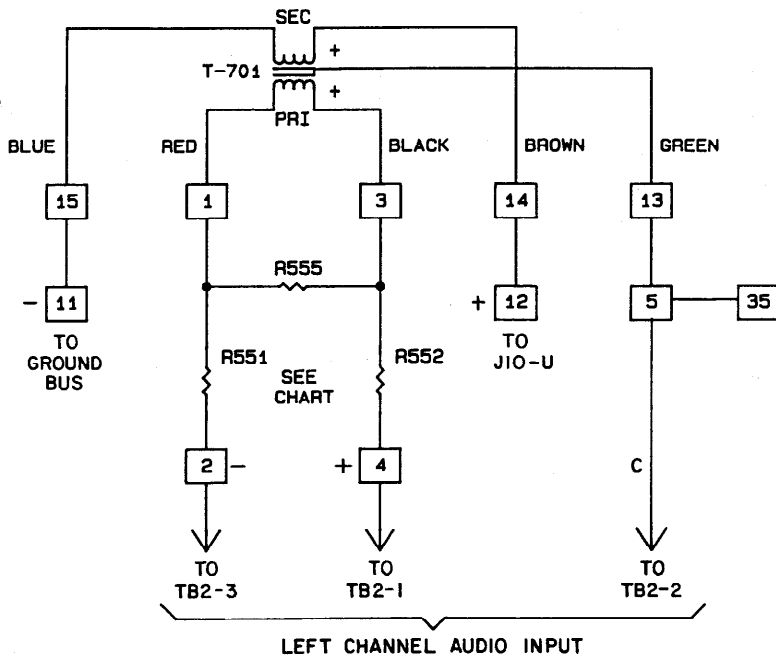 SEC
+
T-701
+
PRI
BLUE
RED
BLACK
BROWN
GREEN
15
1
3
14
13
R555
- 11
+ 12
5
35
TO
GROUND
BUS
TO
J10-U
R551
R552
SEE
CHART
2 -
+ 4
C
TO
TB2-3
TO
TB2-1
TO
TB2-2
LEFT CHANNEL AUDIO INPUT